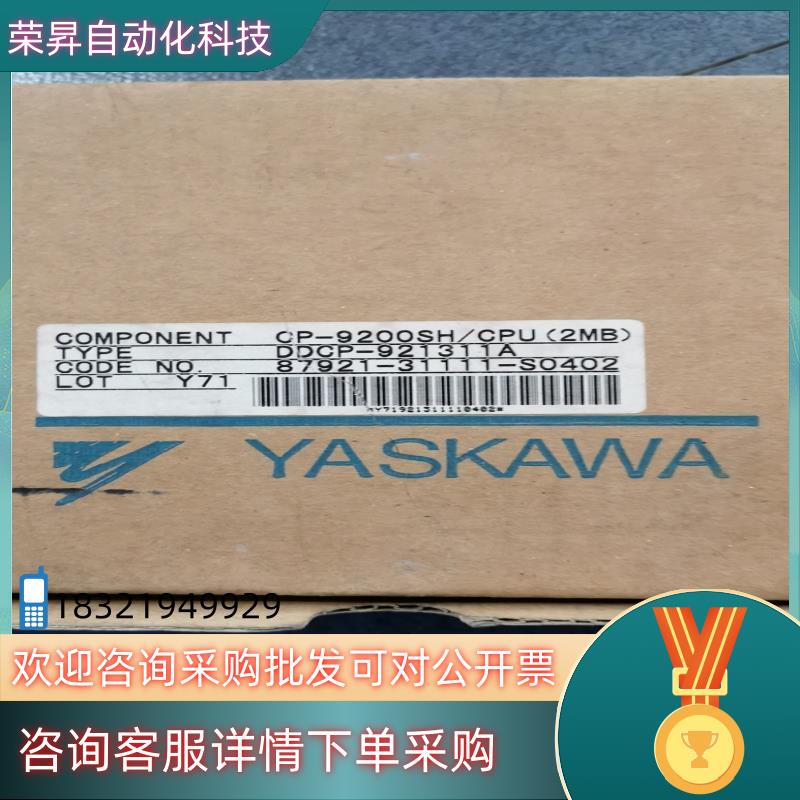 荣昇自动化科技
COMPONENT CP-9200SH/CPU(2MB)
TYPE DDCP-921311A
CODE NO. 87921-31111-S0402
LOT Y71
*Y71921311110402*
YASKAWA
18321949929
欢迎咨询采购批发可对公开票
咨询客服详情下单采购